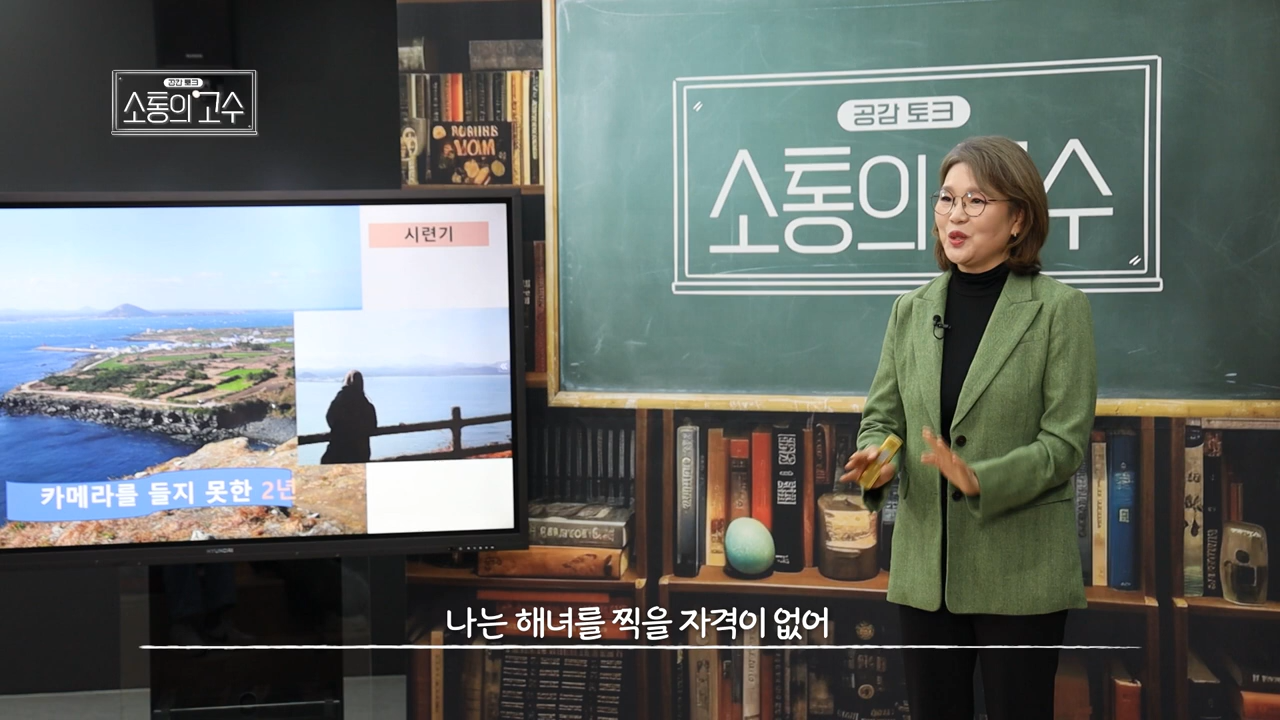 공감 토크
소통의 고수
공감 토크
소통의 수
시련기
카메라를 들지 못한 2년
HYUNDAI
나는 해녀를 찍을 자격이 없어